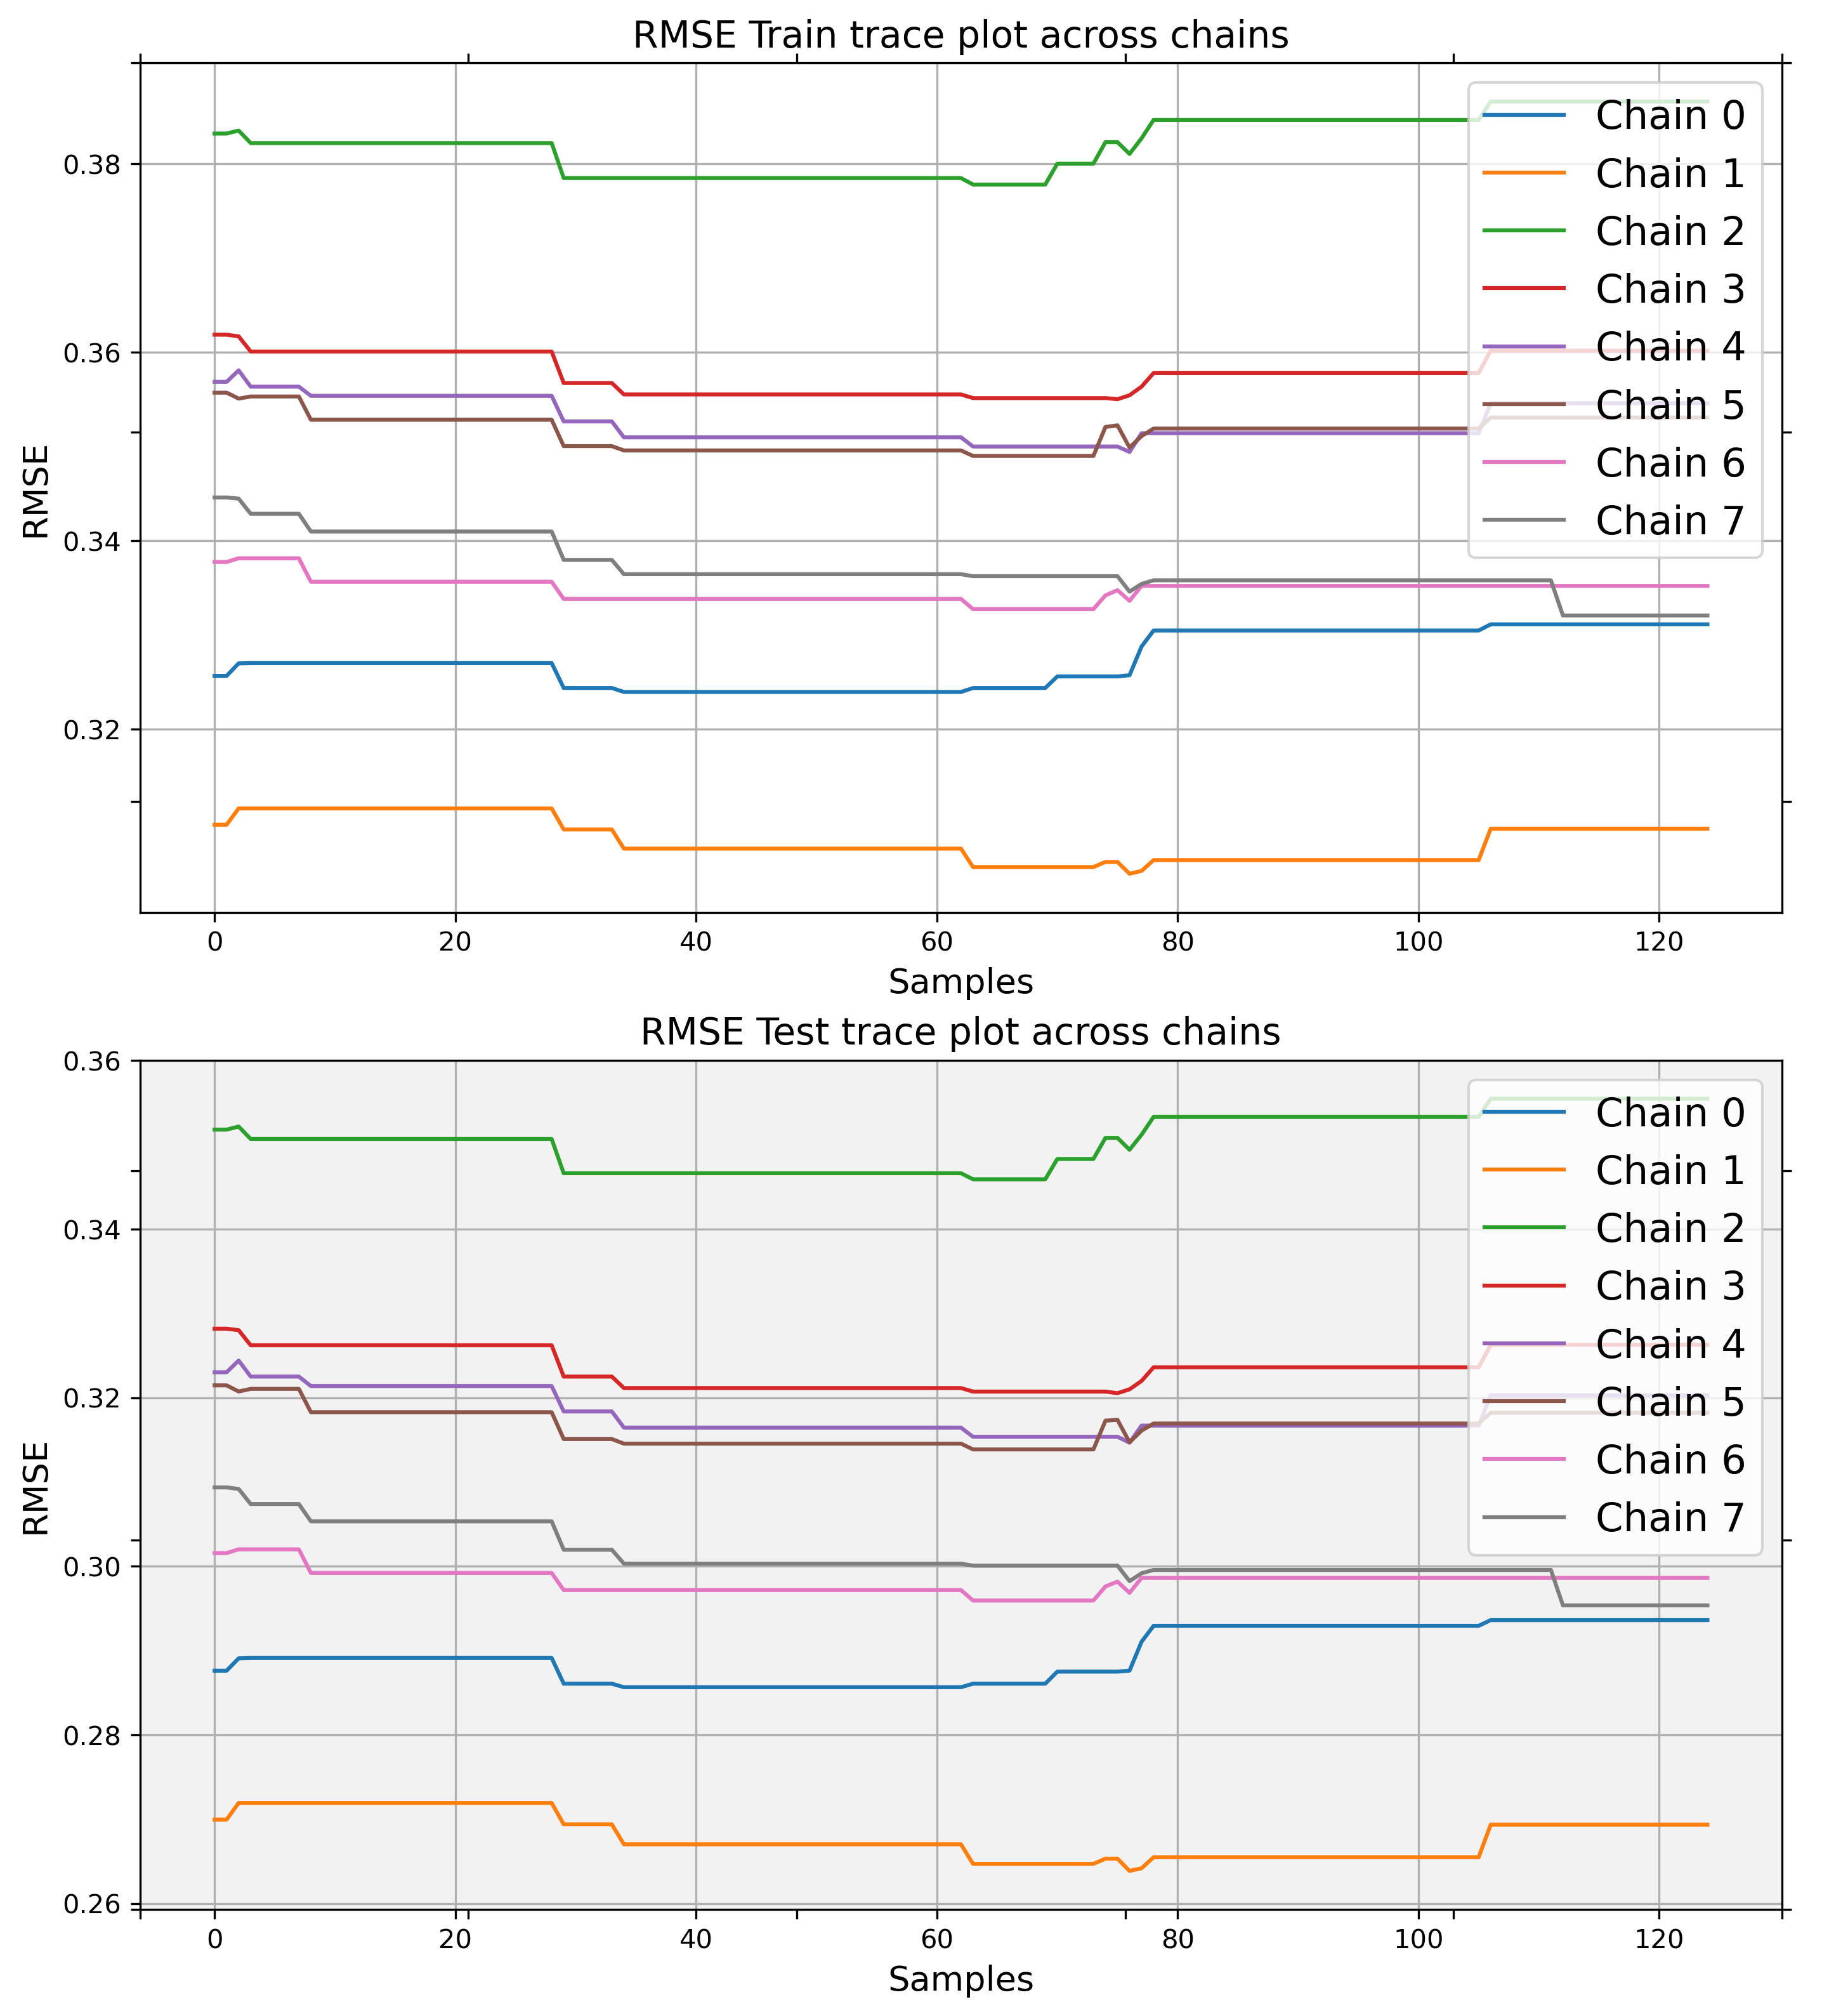 RMSE Train trace plot across chains
0.38
0.36
0.34
0.32
RMSE
Chain 0
Chain 1
Chain 2
Chain 3
Chain 4
Chain 5
Chain 6
Chain 7
0 20 40 60 80 100 120
Samples
RMSE Test trace plot across chains
0.36
0.34
0.32
0.30
0.28
0.26
RMSE
Chain 0
Chain 1
Chain 2
Chain 3
Chain 4
Chain 5
Chain 6
Chain 7
0 20 40 60 80 100 120
Samples